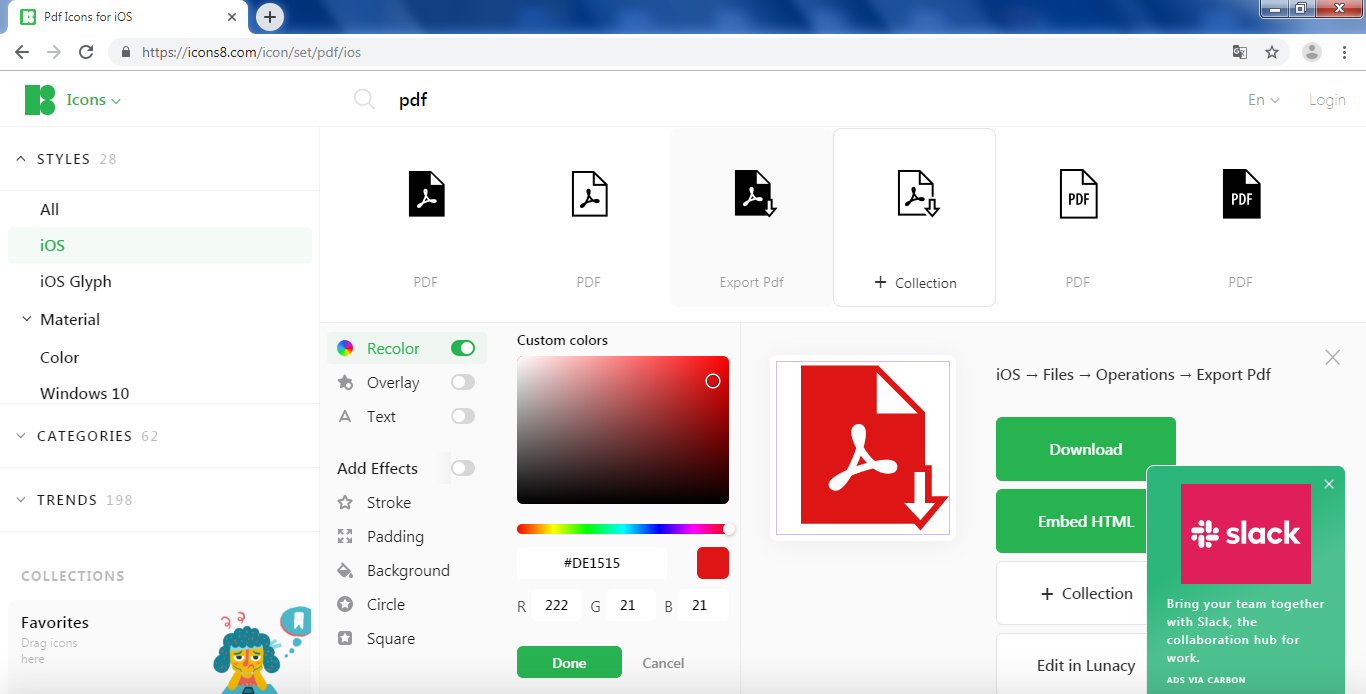 Pdf Icons for iOS
https://icons8.com/icon/set/pdf/ios
Icons
pdf
En
Login
STYLES 28
All
iOS
iOS Glyph
Material
Color
Windows 10
CATEGORIES 62
TRENDS 198
COLLECTIONS
Favorites
Drag icons
here
PDF
PDF
Export Pdf
+ Collection
PDF
PDF
PDF
PDF
Recolor
Overlay
Text
Add Effects
Stroke
Padding
Background
Circle
Square
Custom colors
#DE1515
R 222 G 21 B 21
Done
Cancel
iOS → Files → Operations → Export Pdf
Download
Embed HTML
+ Collection
Edit in Lunacy
slack
Bring your team together
with Slack, the
collaboration hub for
work.
ADS VIA CARBON